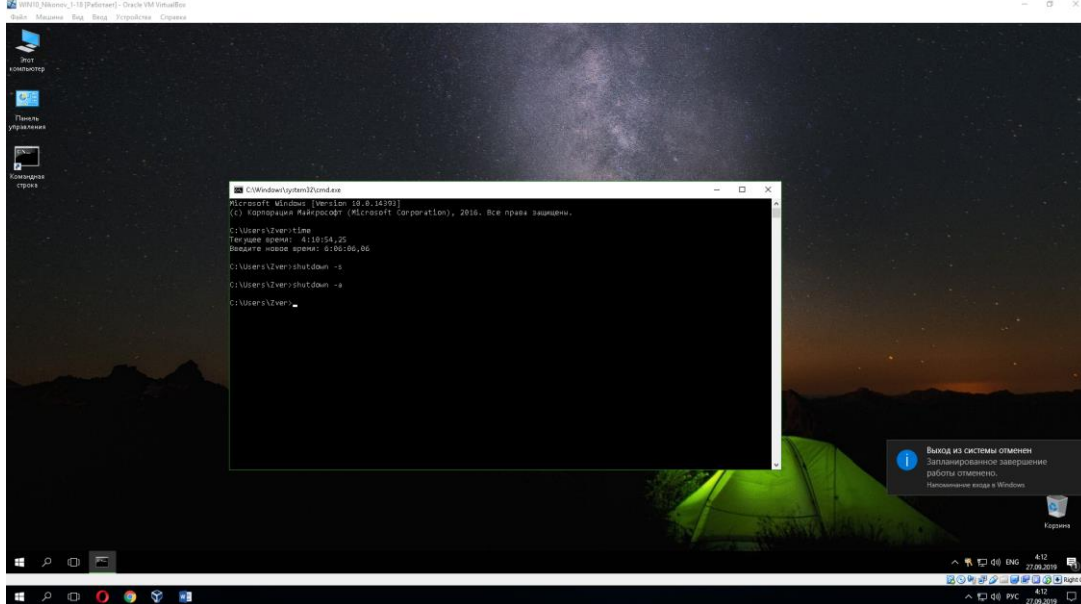 WIN10_Nikonov_1-18 [Работает] - Oracle VM VirtualBox
Файл Машина Вид Ввод Устройства Справка
Этот
компьютер
Панель
управления
Командная
строка
C:\Windows\system32\cmd.exe
Microsoft Windows [Version 10.0.14393]
(c) Корпорация Майкрософт (Microsoft Corporation), 2016. Все права защищены.
C:\Users\Zver>time
Текущее время: 4:10:54,25
Введите новое время: 6:06:06,06
C:\Users\Zver>shutdown -s
C:\Users\Zver>shutdown -a
C:\Users\Zver>
Выход из системы отменен
Запланированное завершение
работы отменено.
Напоминание входа в Windows
Корзина
ENG
4:12
27.09.2019
Right
РУС
4:12
27.09.2019